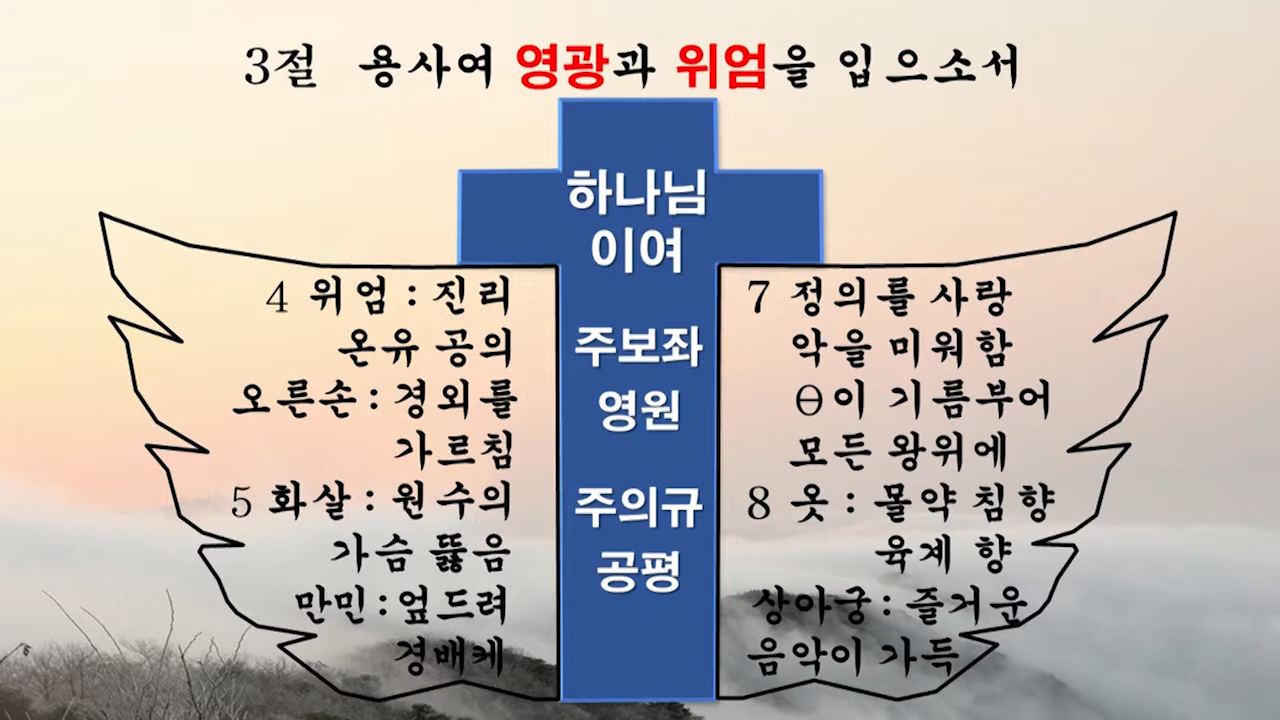 3절 용사여 영광과 위엄을 입으소서
하나님
이여
주보좌
영원
주의규
공평
4 위엄 : 진리
온유 공의
오른손 : 경외를
가르침
5 화살 : 원수의
가슴 뚫음
만민 : 엎드려
경배케
7 정의를 사랑
악을 미워함
θ이 기름부어
모든 왕위에
8 옷 : 몰약 침향
육계 향
상아궁 : 즐거운
음악이 가득